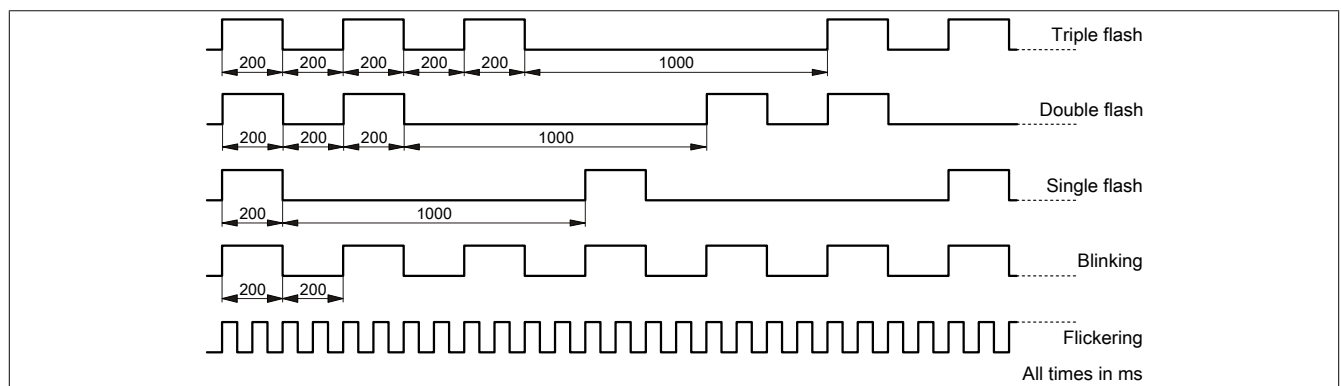 Triple flash
200 200 200 200 200 1000
Double flash
200 200 200 1000
Single flash
200 1000
Blinking
200 200
Flickering
All times in ms